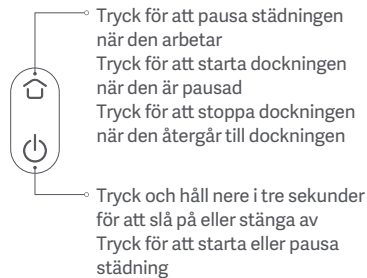 Tryck för att pausa städningen
när den arbetar
Tryck för att starta dockningen
när den är pausad
Tryck för att stoppa dockningen
när den återgår till dockningen
Tryck och håll nere i tre sekunder
för att slå på eller stänga av
Tryck för att starta eller pausa
städning